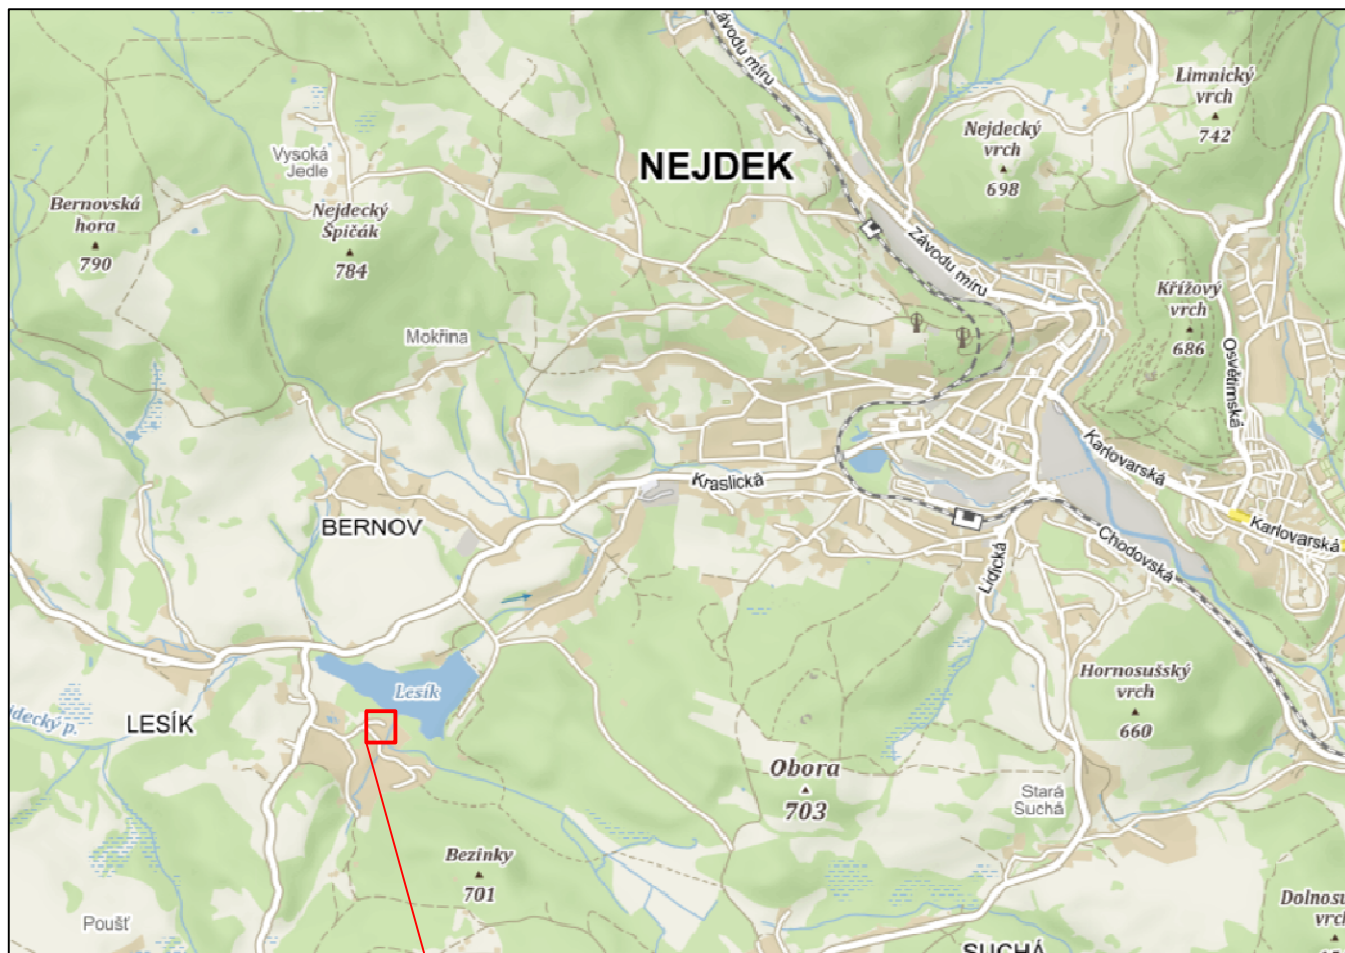 Závodu míru
Limnický
vrch
742
Nejdecký
vrch
698
NEJDEK
Vysoká
Jedle
Bernovská
hora
790
Nejdecký
Špičák
784
Závodu míru
Křížový
vrch
686
Mokřina
Osvětimská
Karlovarská
Kraslická
BERNOV
Karlovarská
Chodovská
Lidická
Lesík
Hornosušský
vrch
660
decký p.
LESÍK
Obora
703
Stará
Suchá
Bezinky
701
Poušť
Dolnosu
vrc
SUCHÁ